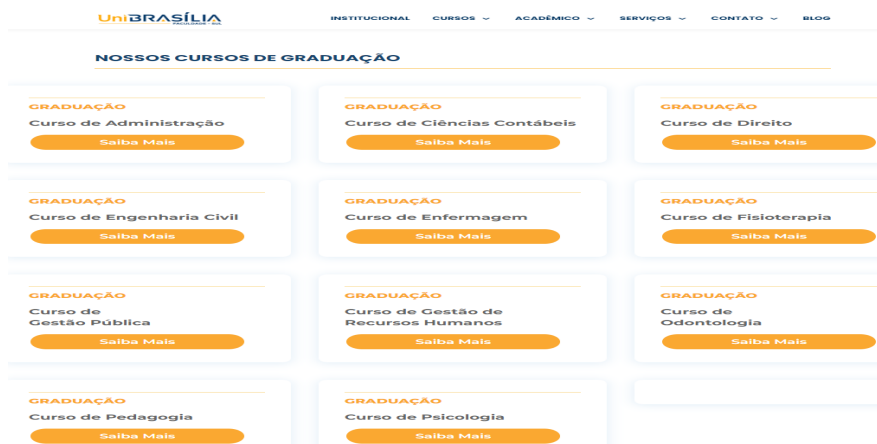 UniBRASÍLIA
FACULDADE - SUL
INSTITUCIONAL CURSOS ACADÊMICO SERVIÇOS CONTATO BLOG
NOSSOS CURSOS DE GRADUAÇÃO
GRADUAÇÃO
Curso de Administração
Saiba Mais
GRADUAÇÃO
Curso de Ciências Contábeis
Saiba Mais
GRADUAÇÃO
Curso de Direito
Saiba Mais
GRADUAÇÃO
Curso de Engenharia Civil
Saiba Mais
GRADUAÇÃO
Curso de Enfermagem
Saiba Mais
GRADUAÇÃO
Curso de Fisioterapia
Saiba Mais
GRADUAÇÃO
Curso de
Gestão Pública
Saiba Mais
GRADUAÇÃO
Curso de Gestão de
Recursos Humanos
Saiba Mais
GRADUAÇÃO
Curso de
Odontologia
Saiba Mais
GRADUAÇÃO
Curso de Pedagogia
Saiba Mais
GRADUAÇÃO
Curso de Psicologia
Saiba Mais